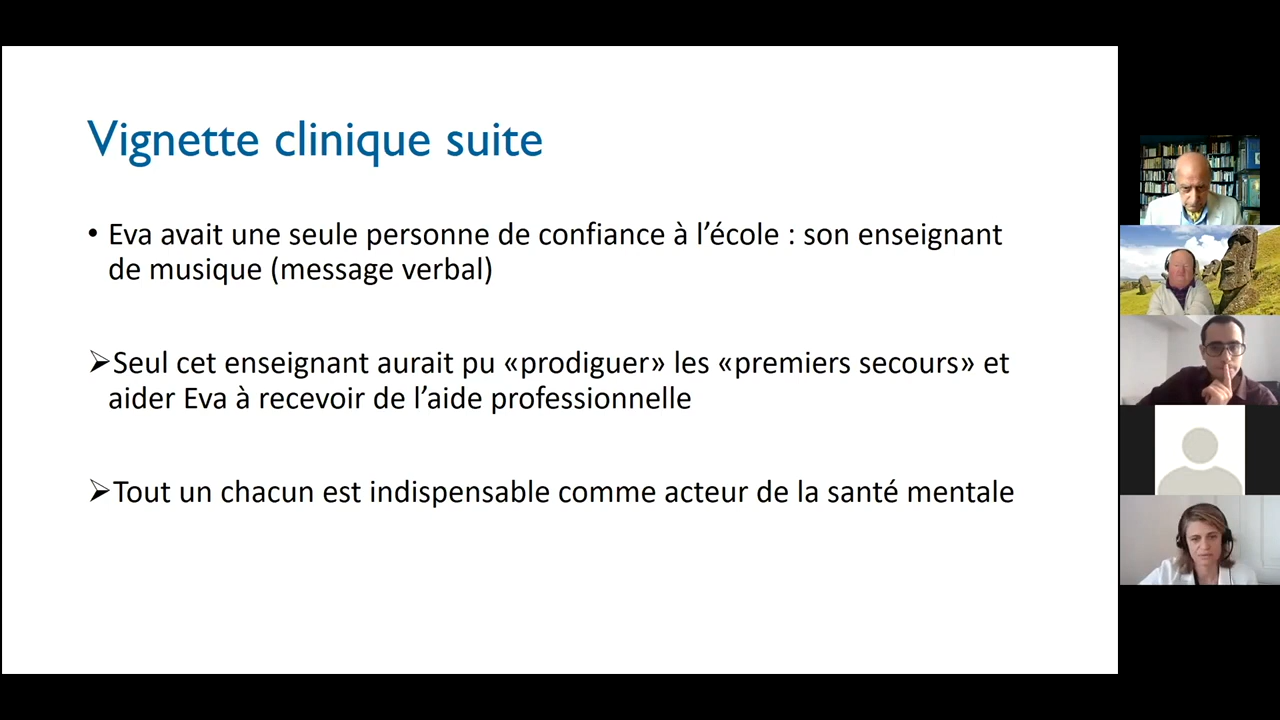 Vignette clinique suite
• Eva avait une seule personne de confiance à l’école : son enseignant
de musique (message verbal)
➢Seul cet enseignant aurait pu «prodiguer» les «premiers secours» et
aider Eva à recevoir de l’aide professionnelle
➢Tout un chacun est indispensable comme acteur de la santé mentale